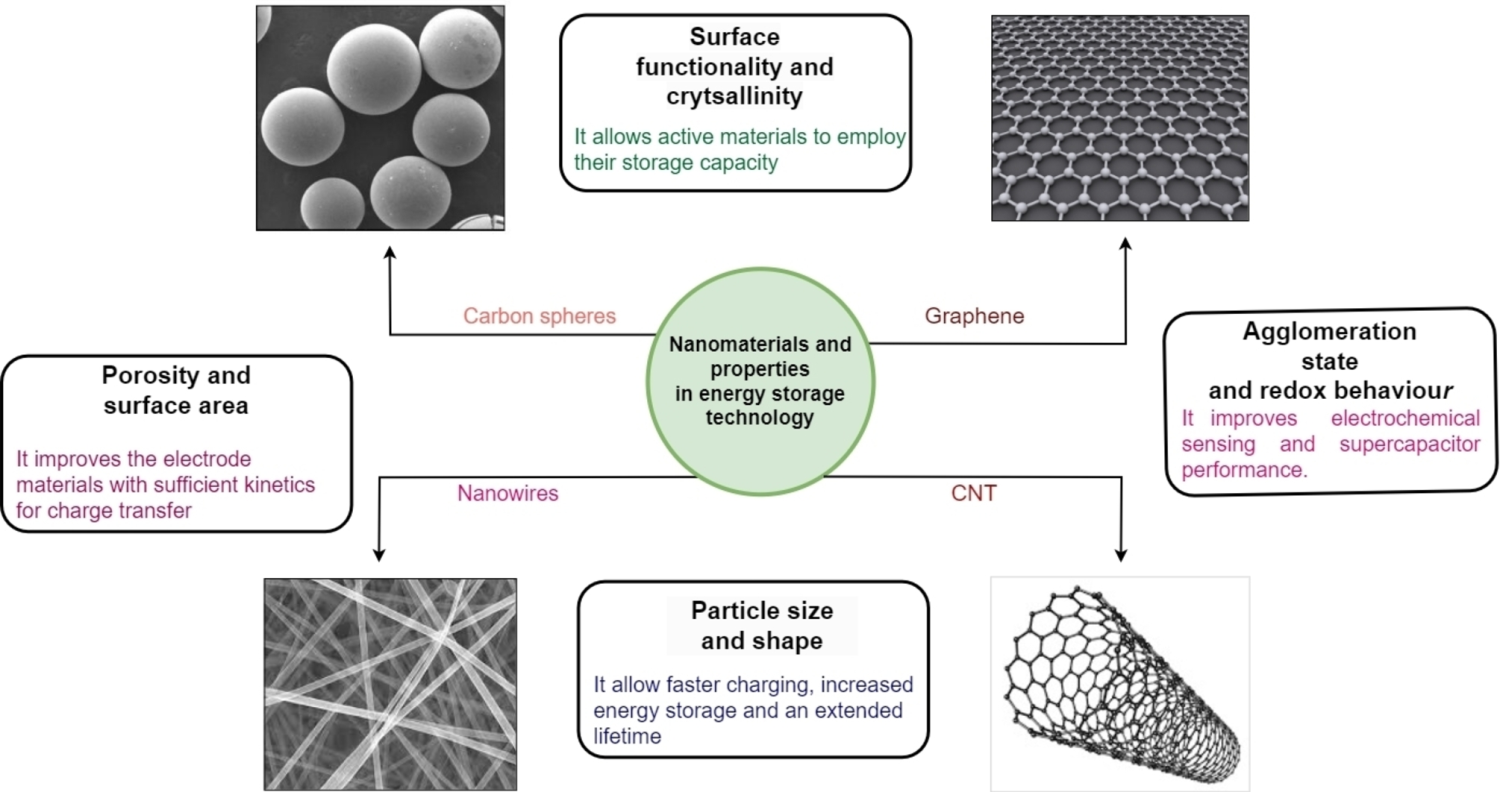 Surface
functionality and
crytsallinity
It allows active materials to employ
their storage capacity
Carbon spheres
Graphene
Nanomaterials and
properties
in energy storage
technology
Agglomeration
state
and redox behaviour
It improves electrochemical
sensing and supercapacitor
performance.
Porosity and
surface area
It improves the electrode
materials with sufficient kinetics
for charge transfer
Nanowires
CNT
Particle size
and shape
It allow faster charging, increased
energy storage and an extended
lifetime